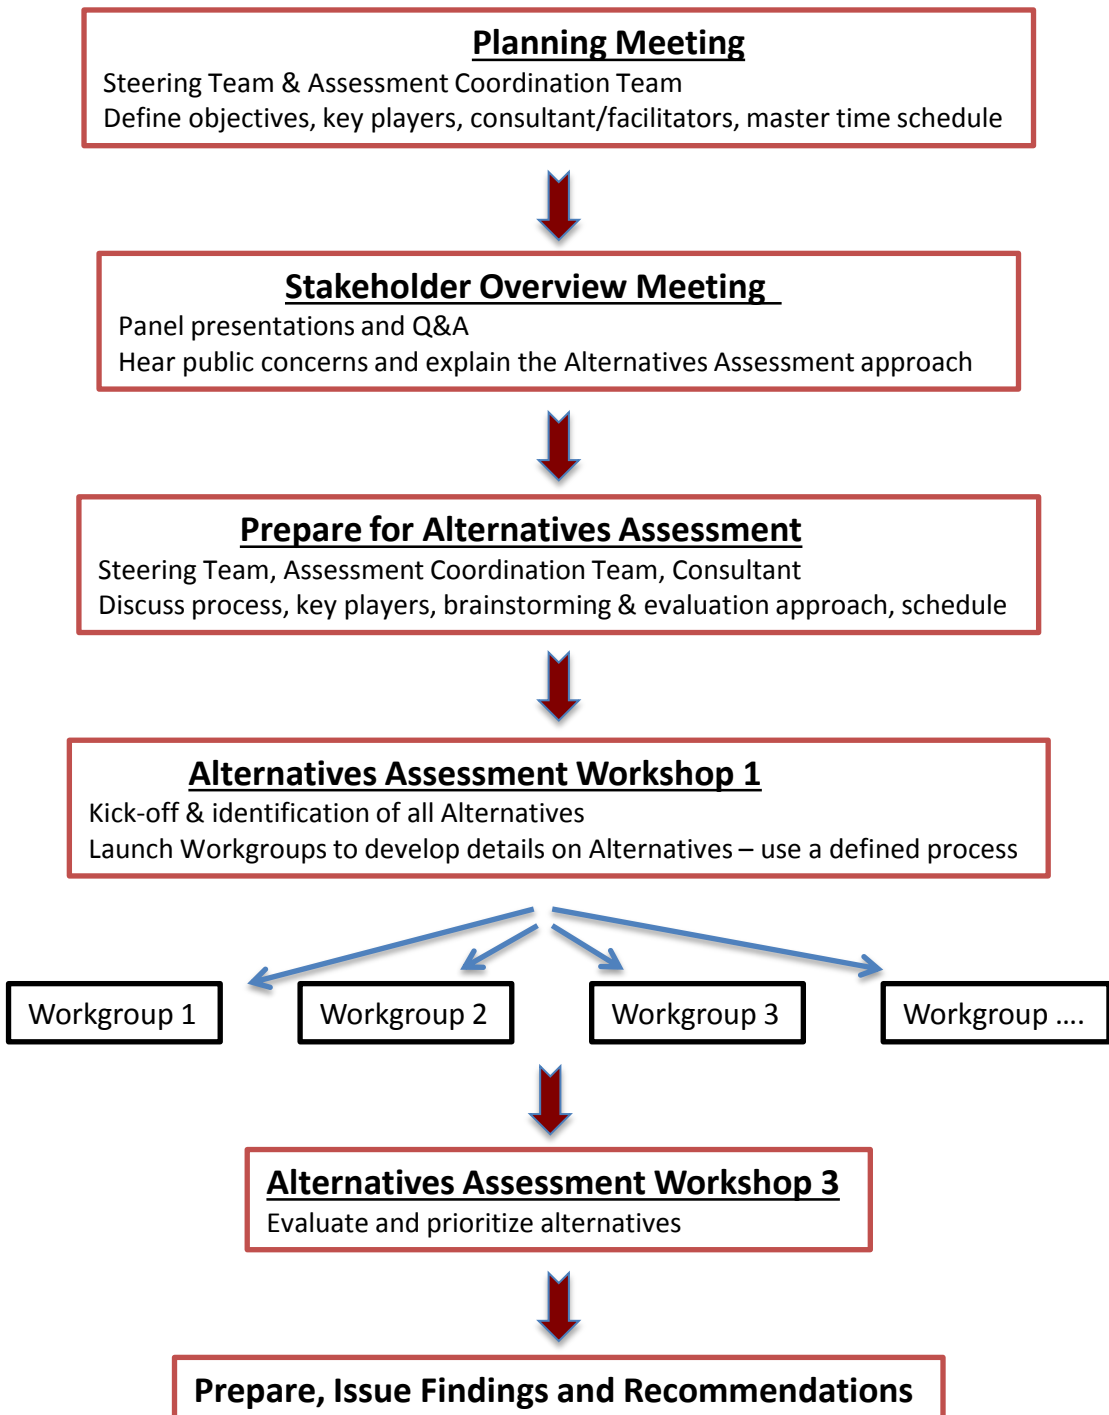 Planning Meeting
Steering Team & Assessment Coordination Team
Define objectives, key players, consultant/facilitators, master time schedule
Stakeholder Overview Meeting
Panel presentations and Q&A
Hear public concerns and explain the Alternatives Assessment approach
Prepare for Alternatives Assessment
Steering Team, Assessment Coordination Team, Consultant
Discuss process, key players, brainstorming & evaluation approach, schedule
Alternatives Assessment Workshop 1
Kick-off & identification of all Alternatives
Launch Workgroups to develop details on Alternatives – use a defined process
Workgroup 1
Workgroup 2
Workgroup 3
Workgroup ....
Alternatives Assessment Workshop 3
Evaluate and prioritize alternatives
Prepare, Issue Findings and Recommendations